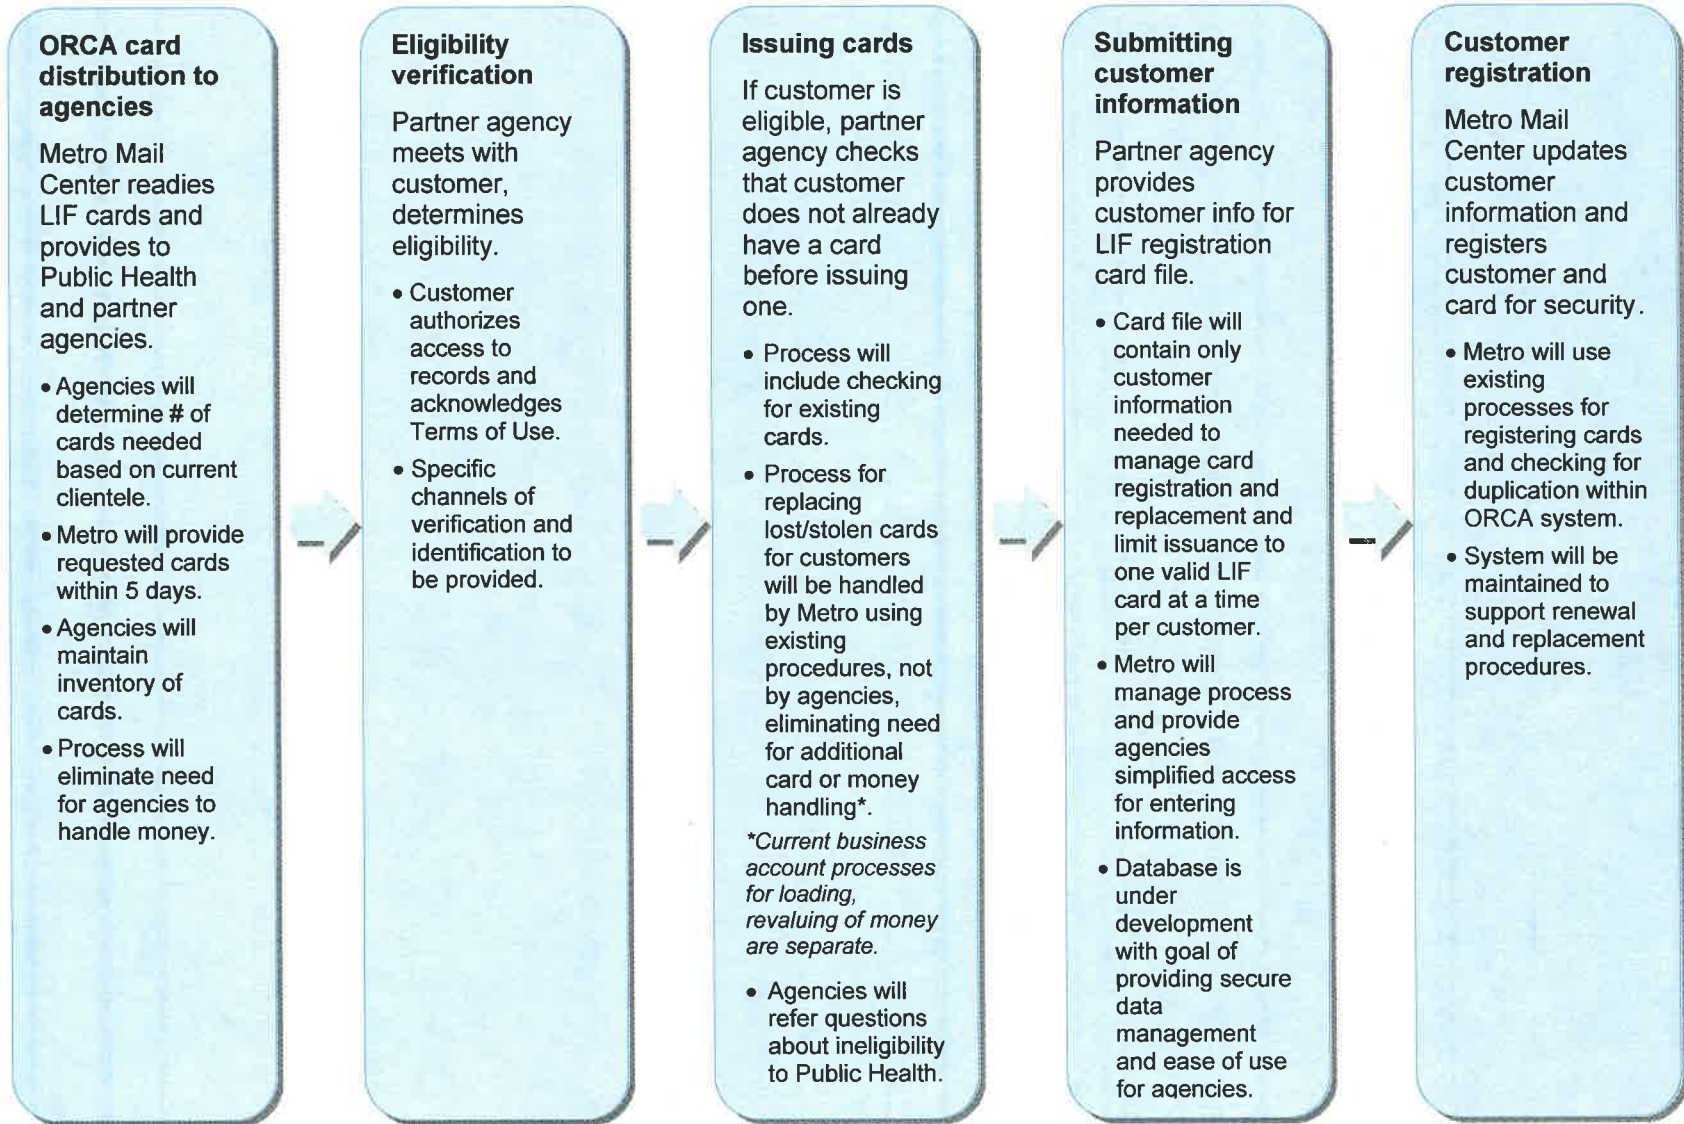 ORCA card
distribution to
agencies
Metro Mail
Center readies
LIF cards and
provides to
Public Health
and partner
agencies.
• Agencies will
determine # of
cards needed
based on current
clientele.
• Metro will provide
requested cards
within 5 days.
• Agencies will
maintain
inventory of
cards.
• Process will
eliminate need
for agencies to
handle money.
Eligibility
verification
Partner agency
meets with
customer,
determines
eligibility.
• Customer
authorizes
access to
records and
acknowledges
Terms of Use.
• Specific
channels of
verification and
identification to
be provided.
Issuing cards
If customer is
eligible, partner
agency checks
that customer
does not already
have a card
before issuing
one.
• Process will
include checking
for existing
cards.
• Process for
replacing
lost/stolen cards
for customers
will be handled
by Metro using
existing
procedures, not
by agencies,
eliminating need
for additional
card or money
handling*.
*Current business
account processes
for loading,
revaluing of money
are separate.
• Agencies will
refer questions
about ineligibility
to Public Health.
Submitting
customer
information
Partner agency
provides
customer info for
LIF registration
card file.
• Card file will
contain only
customer
information
needed to
manage card
registration and
replacement and
limit issuance to
one valid LIF
card at a time
per customer.
• Metro will
manage process
and provide
agencies
simplified access
for entering
information.
• Database is
under
development
with goal of
providing secure
data
management
and ease of use
for agencies.
Customer
registration
Metro Mail
Center updates
customer
information and
registers
customer and
card for security.
• Metro will use
existing
processes for
registering cards
and checking for
duplication within
ORCA system.
• System will be
maintained to
support renewal
and replacement
procedures.